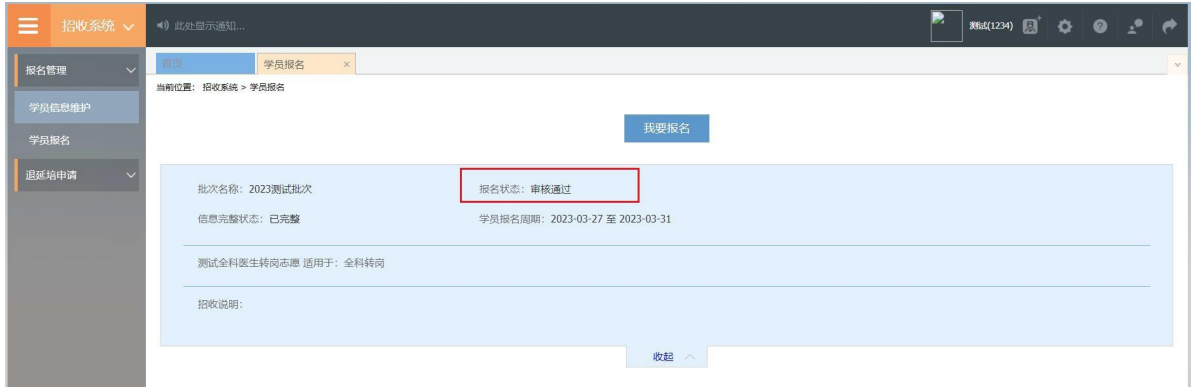 招收系统
此处显示通知...
测试(1234)
报名管理
首页
学员报名 ×
当前位置： 招收系统 > 学员报名
学员信息维护
我要报名
学员报名
退延培申请
批次名称：2023测试批次
报名状态：审核通过
信息完整状态：已完整
学员报名周期：2023-03-27 至 2023-03-31
测试全科医生转岗志愿 适用于：全科转岗
招收说明：
收起